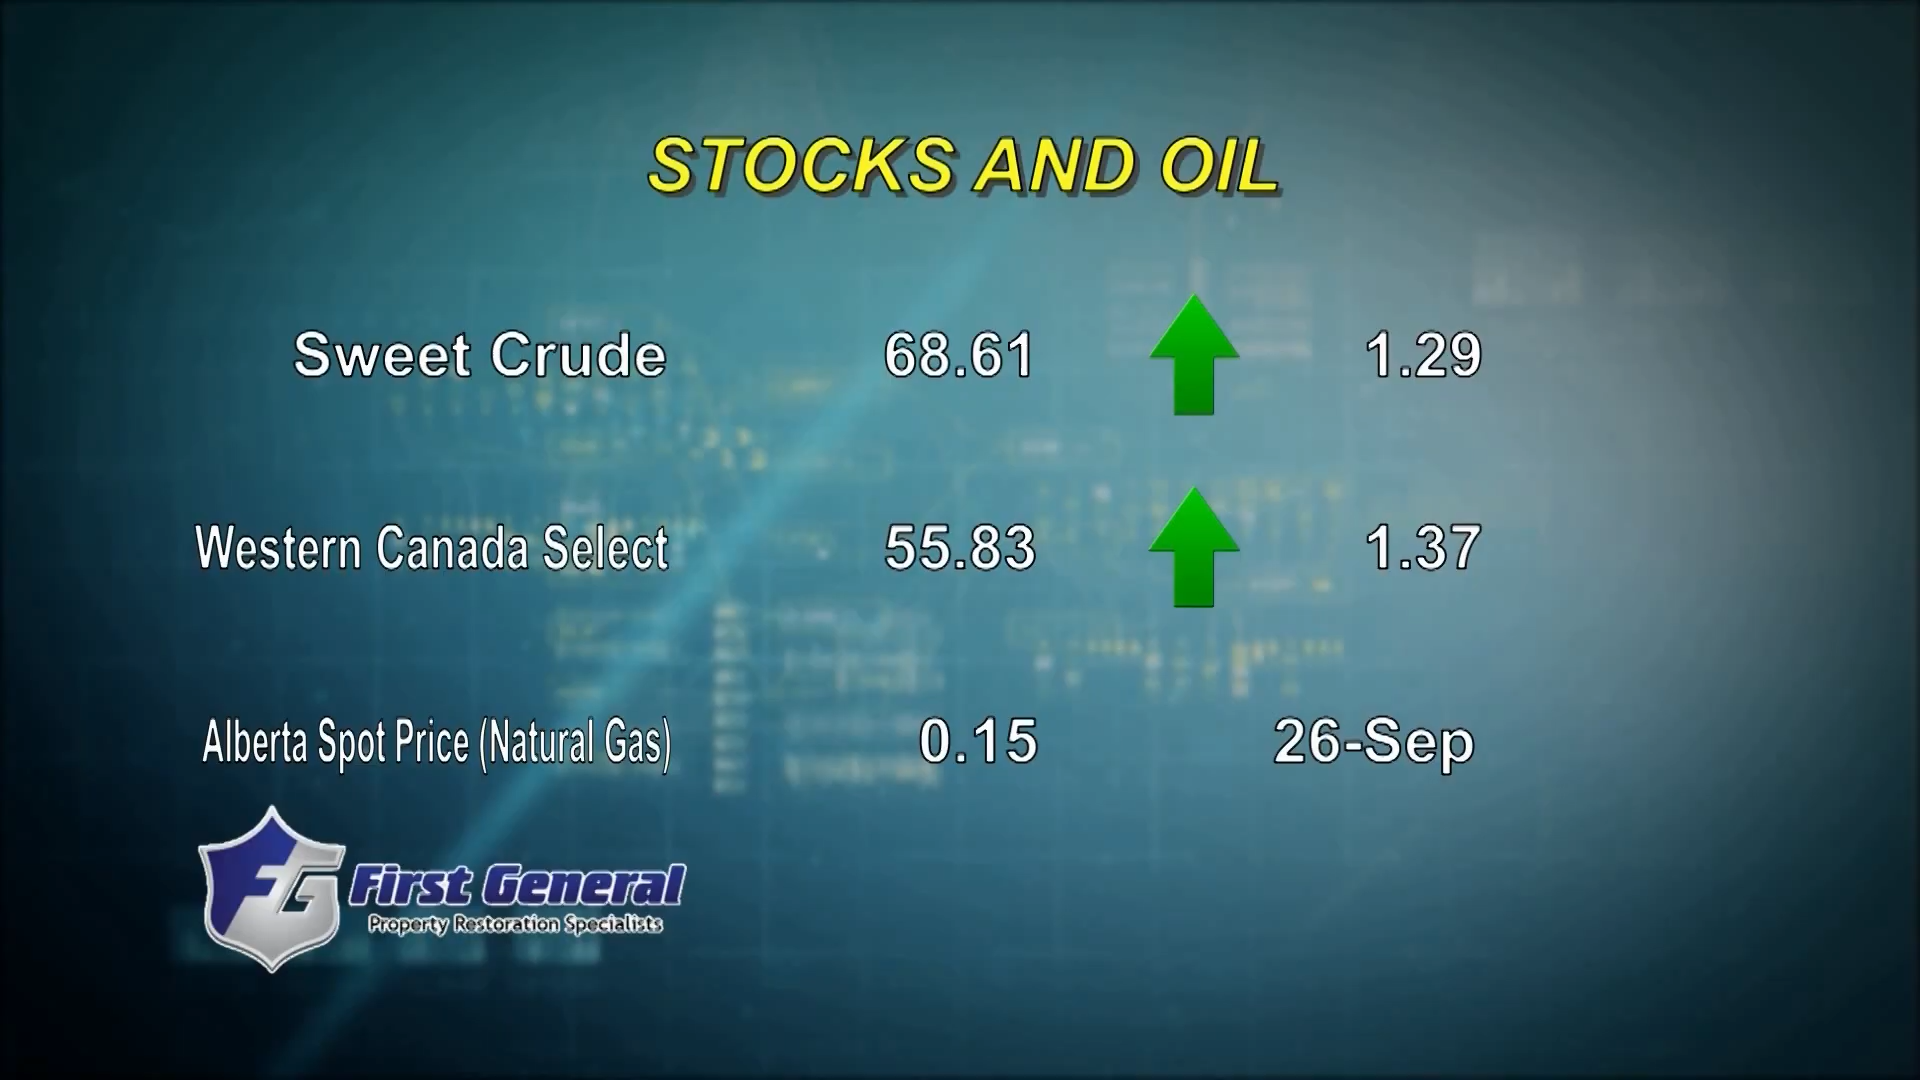 STOCKS AND OIL
Sweet Crude 68.61 1.29
Western Canada Select 55.83 1.37
Alberta Spot Price (Natural Gas) 0.15 26-Sep
FG First General
Property Restoration Specialists